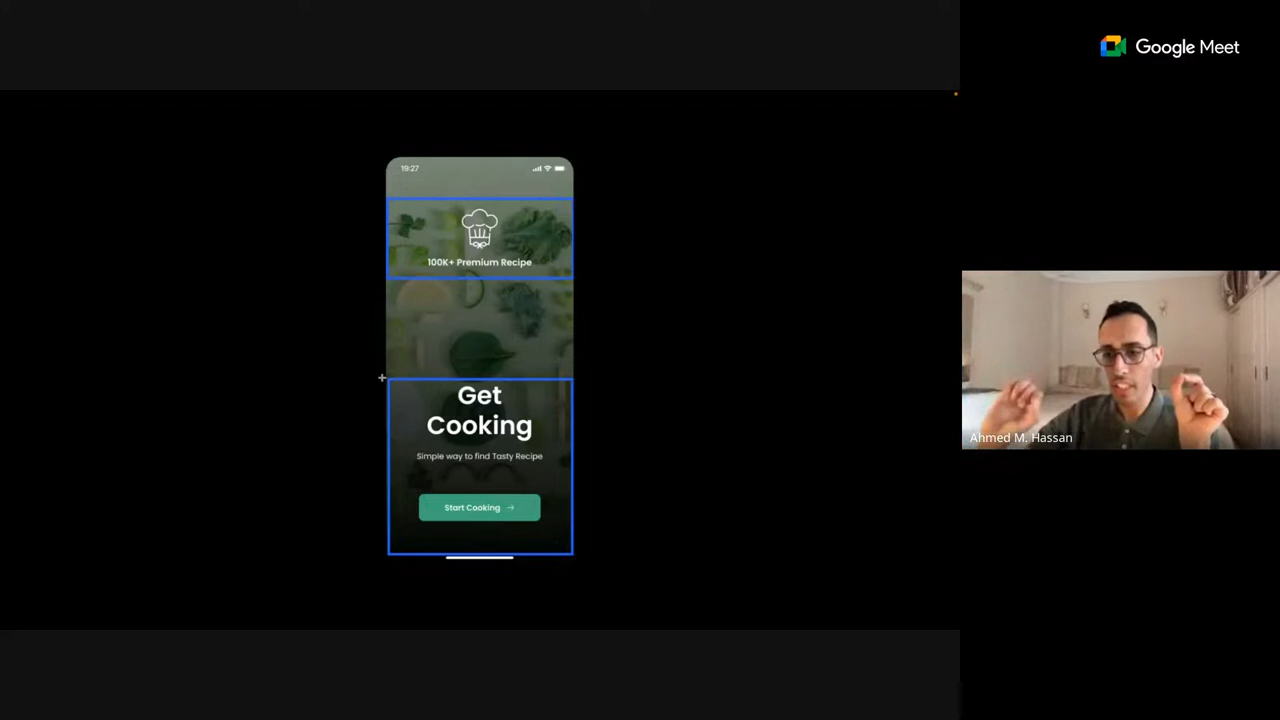 Google Meet
19:27
100K+ Premium Recipe
Get
Cooking
Simple way to find Tasty Recipe
Start Cooking →
Ahmed M. Hassan